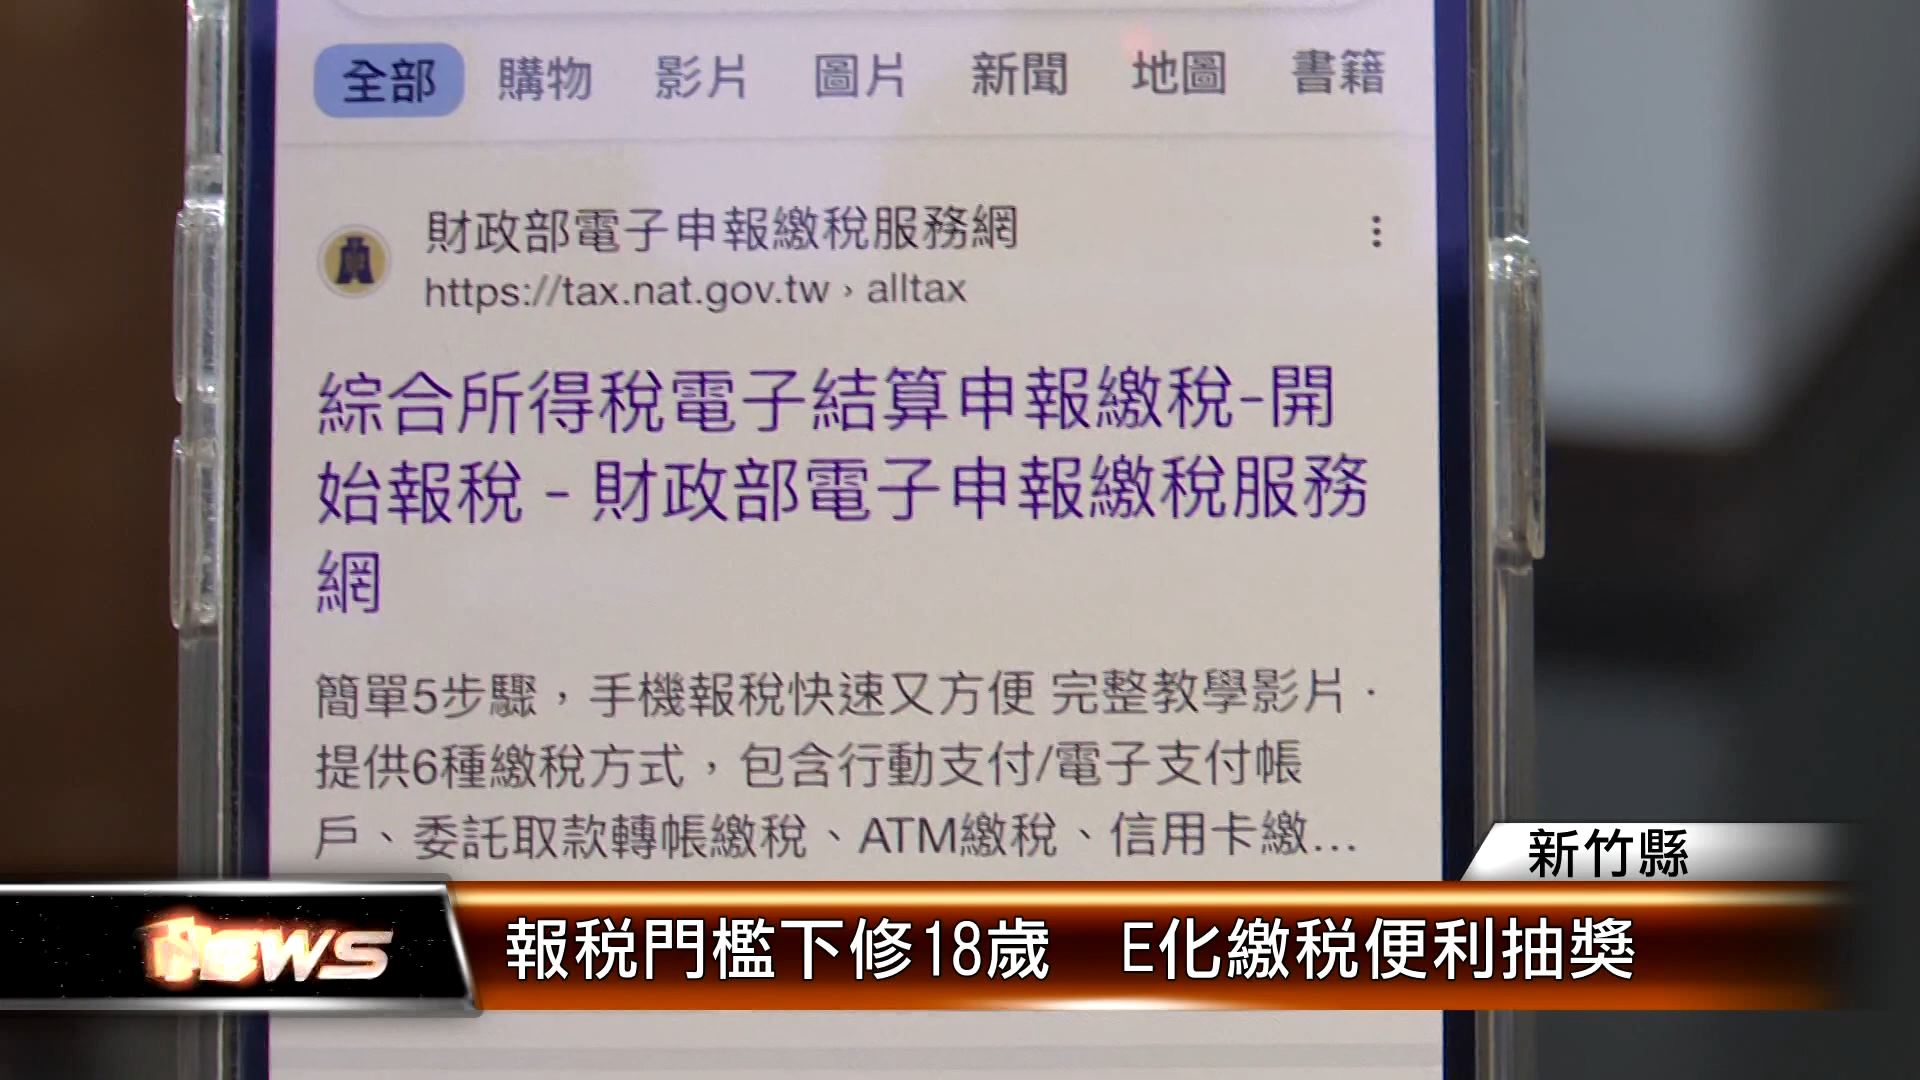 全部 購物 影片 圖片 新聞 地圖 書籍
財政部電子申報繳稅服務網
https://tax.nat.gov.tw › alltax
綜合所得稅電子結算申報繳稅-開
始報稅 - 財政部電子申報繳稅服務
網
簡單5步驟，手機報稅快速又方便 完整教學影片 ·
提供6種繳稅方式，包含行動支付/電子支付帳
戶、委託取款轉帳繳稅、ATM繳稅、信用卡繳...
新竹縣
News
報稅門檻下修18歲 E化繳稅便利抽獎